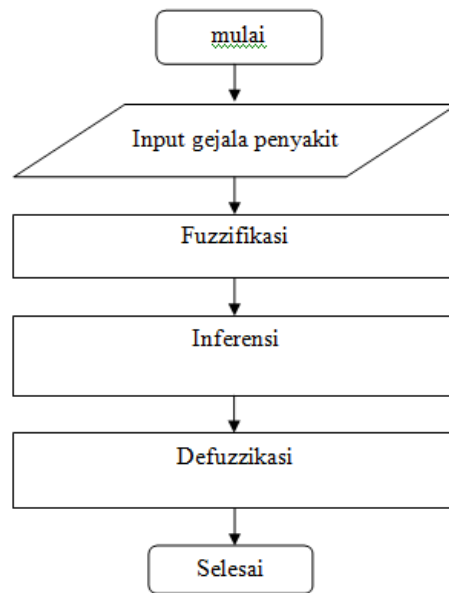 mulai
Input gejala penyakit
Fuzzifikasi
Inferensi
Defuzzikasi
Selesai